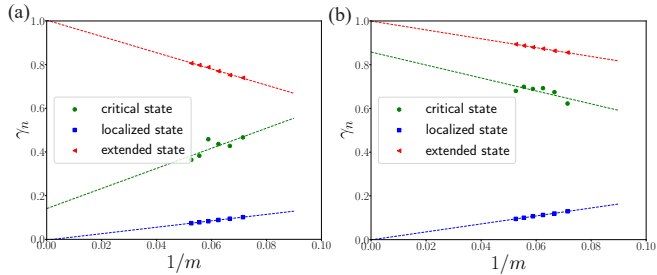 (a)
1.0
0.8
0.6
0.4
0.2
0.0
γn
critical state
localized state
extended state
0.00 0.02 0.04 0.06 0.08 0.10
1/m
(b)
1.0
0.8
0.6
0.4
0.2
0.0
γn
critical state
localized state
extended state
0.00 0.02 0.04 0.06 0.08 0.10
1/m